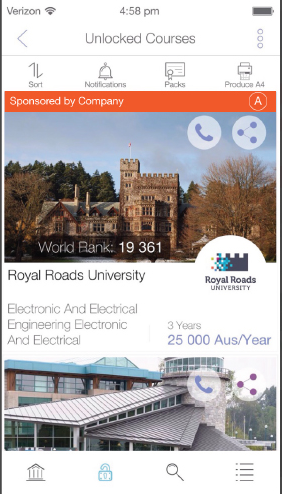 Verizon 4:58 pm
Unlocked Courses
Sort Notifications Packs Produce A4
Sponsored by Company A
World Rank: 19 361
Royal Roads University
Royal Roads
UNIVERSITY
Electronic And Electrical
Engineering Electronic
And Electrical
3 Years
25 000 Aus/Year